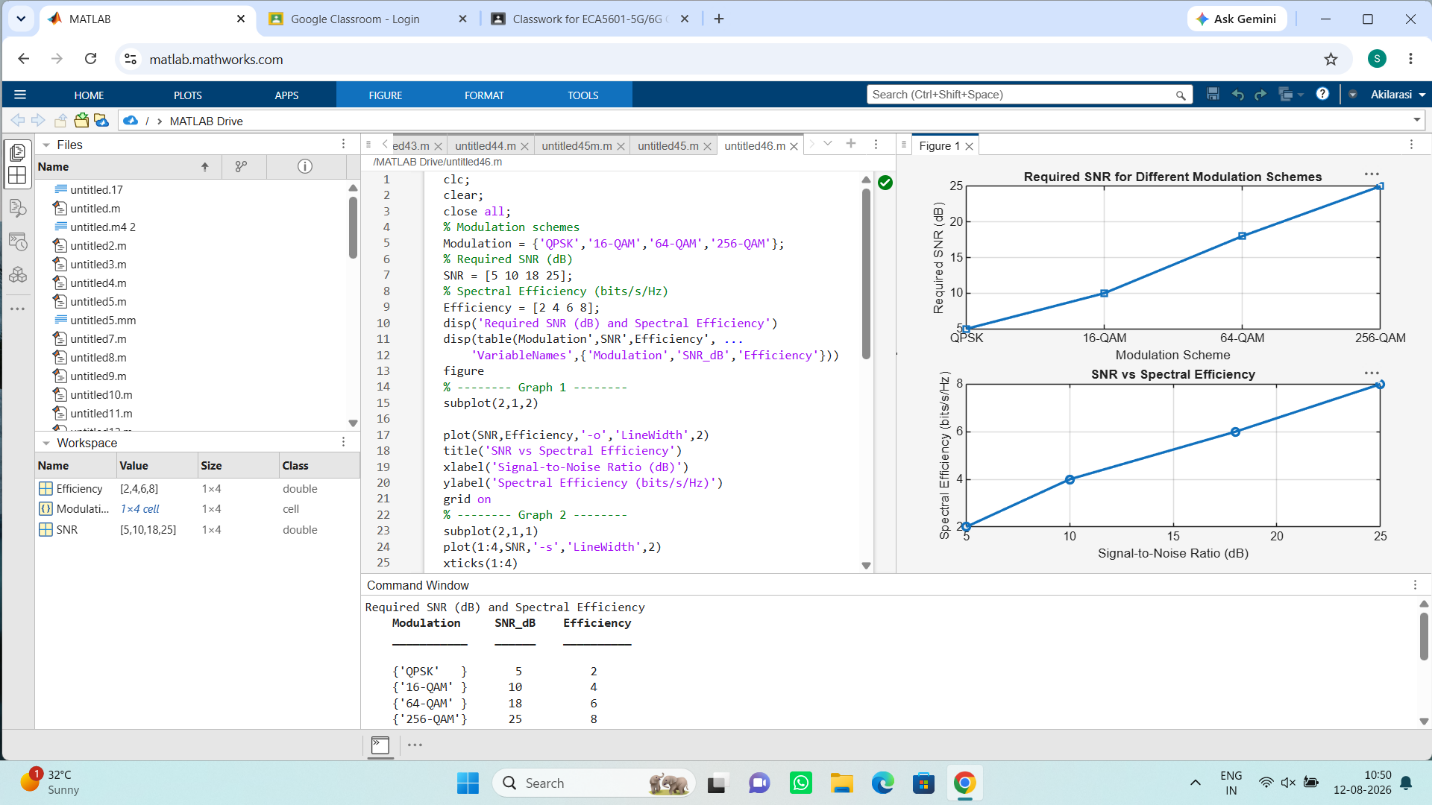 MATLAB
Google Classroom - Login
Classwork for ECA5601-5G/6G
Ask Gemini
matlab.mathworks.com
S
HOME PLOTS APPS FIGURE FORMAT TOOLS
Search (Ctrl+Shift+Space)
Akilarasi
/ MATLAB Drive
Files
Name
untitled.17
untitled.m
untitled.m4 2
untitled2.m
untitled3.m
untitled4.m
untitled5.m
untitled5.mm
untitled7.m
untitled8.m
untitled9.m
untitled10.m
untitled11.m
Workspace
Name Value Size Class
Efficiency [2,4,6,8] 1×4 double
Modulati... 1×4 cell 1×4 cell
SNR [5,10,18,25] 1×4 double
ed43.m untitled44.m untitled45m.m untitled45.m untitled46.m
/MATLAB Drive/untitled46.m
1 clc;
2 clear;
3 close all;
4 % Modulation schemes
5 Modulation = {'QPSK','16-QAM','64-QAM','256-QAM'};
6 % Required SNR (dB)
7 SNR = [5 10 18 25];
8 % Spectral Efficiency (bits/s/Hz)
9 Efficiency = [2 4 6 8];
10 disp('Required SNR (dB) and Spectral Efficiency')
11 disp(table(Modulation',SNR',Efficiency', ...
12 'VariableNames',{'Modulation','SNR_dB','Efficiency'}))
13 figure
14 % -------- Graph 1 --------
15 subplot(2,1,2)
16
17 plot(SNR,Efficiency,'-o','LineWidth',2)
18 title('SNR vs Spectral Efficiency')
19 xlabel('Signal-to-Noise Ratio (dB)')
20 ylabel('Spectral Efficiency (bits/s/Hz)')
21 grid on
22 % -------- Graph 2 --------
23 subplot(2,1,1)
24 plot(1:4,SNR,'-s','LineWidth',2)
25 xticks(1:4)
Figure 1
Required SNR for Different Modulation Schemes
Required SNR (dB)
25
20
15
10
5
QPSK 16-QAM 64-QAM 256-QAM
Modulation Scheme
SNR vs Spectral Efficiency
Spectral Efficiency (bits/s/Hz)
8
6
4
2
5 10 15 20 25
Signal-to-Noise Ratio (dB)
Command Window
Required SNR (dB) and Spectral Efficiency
Modulation SNR_dB Efficiency
{'QPSK' } 5 2
{'16-QAM' } 10 4
{'64-QAM' } 18 6
{'256-QAM'} 25 8
1
32°C
Sunny
Search
ENG
IN
10:50
12-08-2026